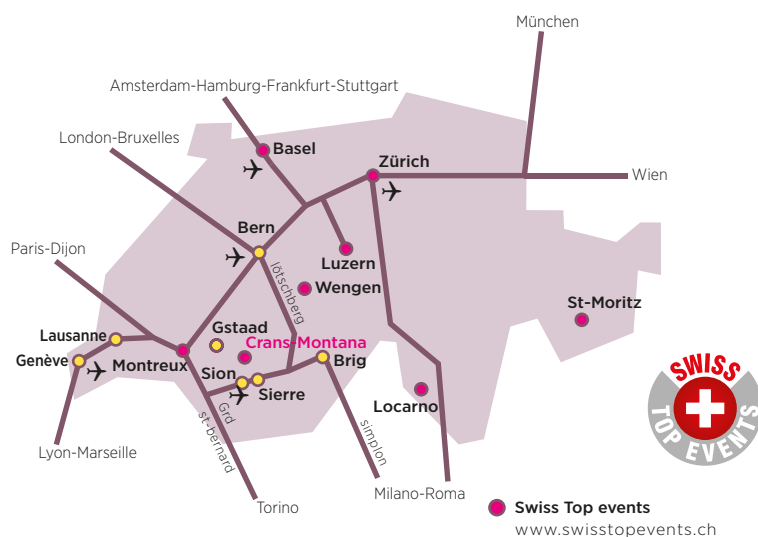 München
Amsterdam-Hamburg-Frankfurt-Stuttgart
London-Bruxelles
Basel
Zürich
Wien
Bern
Paris-Dijon
Luzern
lötschberg
Wengen
St-Moritz
Lausanne
Gstaad
Genève
Montreux
Crans-Montana
Sion
Brig
Sierre
Locarno
Grd
st-bernard
simplon
Lyon-Marseille
Torino
Milano-Roma
SWISS
TOP EVENTS
Swiss Top events
www.swisstopevents.ch